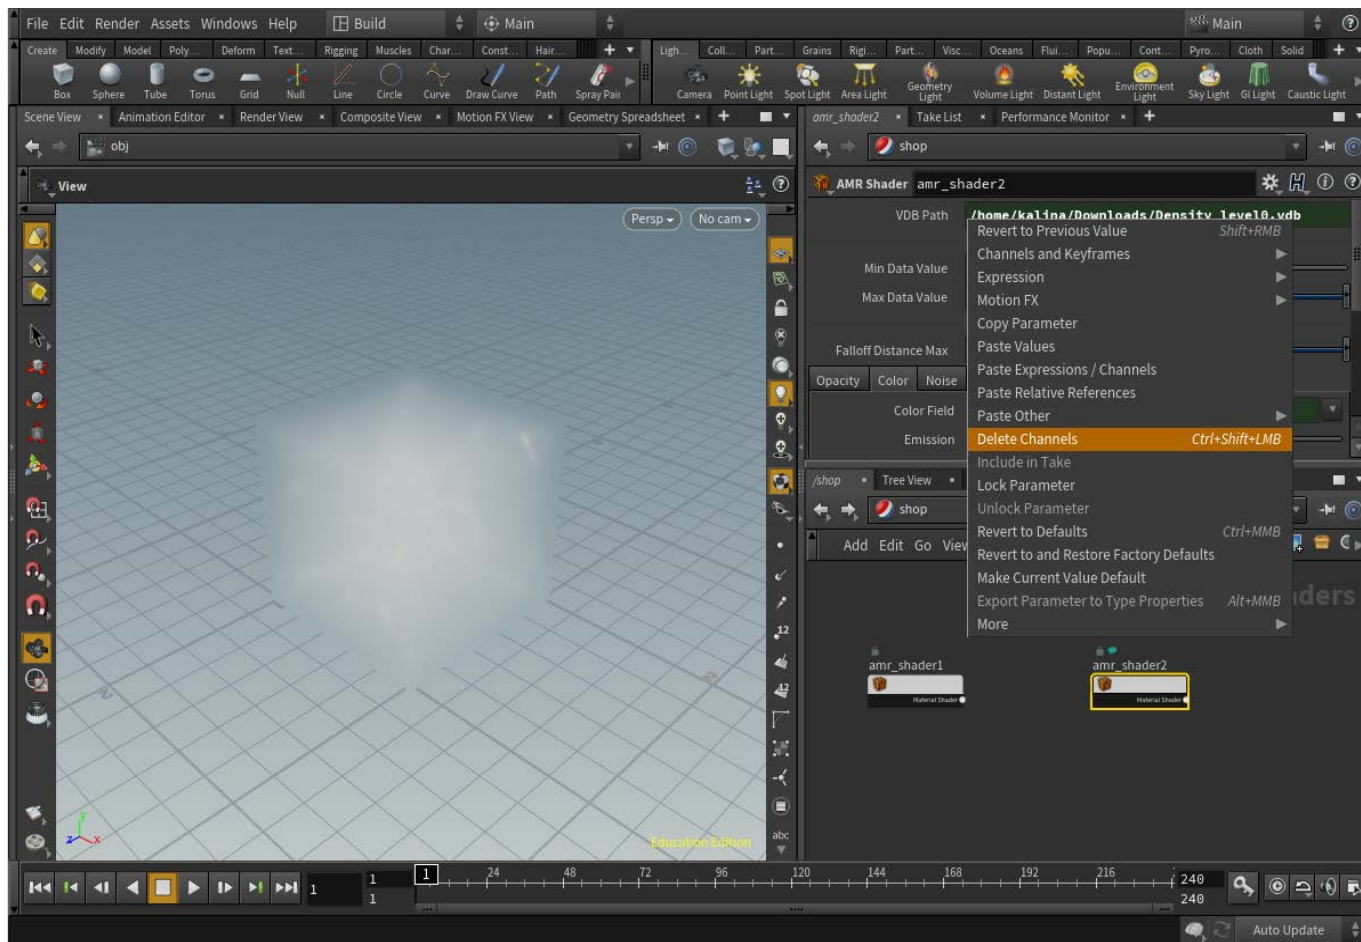 File Edit Render Assets Windows Help Build Main Main
Create Modify Model Poly... Deform Text... Rigging Muscles Char... Const... Hair... Ligh... Coll... Part... Grains Rigi... Part... Visc... Oceans Flui... Popu... Cont... Pyro... Cloth Solid
Box Sphere Tube Torus Grid Null Line Circle Curve Draw Curve Path Spray Pain Camera Point Light Spot Light Area Light Geometry Light Volume Light Distant Light Environment Light Sky Light GI Light Caustic Light
Scene View Animation Editor Render View Composite View Motion FX View Geometry Spreadsheet amr_shader2 Take List Performance Monitor
obj
shop
View
AMR Shader amr_shader2
Persp No cam
VDB Path /home/kalina/Downloads/Density_level0.vdb
Min Data Value
Max Data Value
Falloff Distance Max
Opacity Color Noise
Color Field
Emission
Revert to Previous Value Shift+RMB
Channels and Keyframes
Expression
Motion FX
Copy Parameter
Paste Values
Paste Expressions / Channels
Paste Relative References
Paste Other
Delete Channels Ctrl+Shift+LMB
Include in Take
Lock Parameter
Unlock Parameter
Revert to Defaults Ctrl+MMB
Revert to and Restore Factory Defaults
Make Current Value Default
Export Parameter to Type Properties Alt+MMB
More
/shop Tree View
shop
Add Edit Go View
aders
amr_shader1
Material Shader
amr_shader2
Material Shader
12
12
abc
y
z x
Education Edition
1 1 1 1 24 48 72 96 120 144 168 192 216 240
240
Auto Update